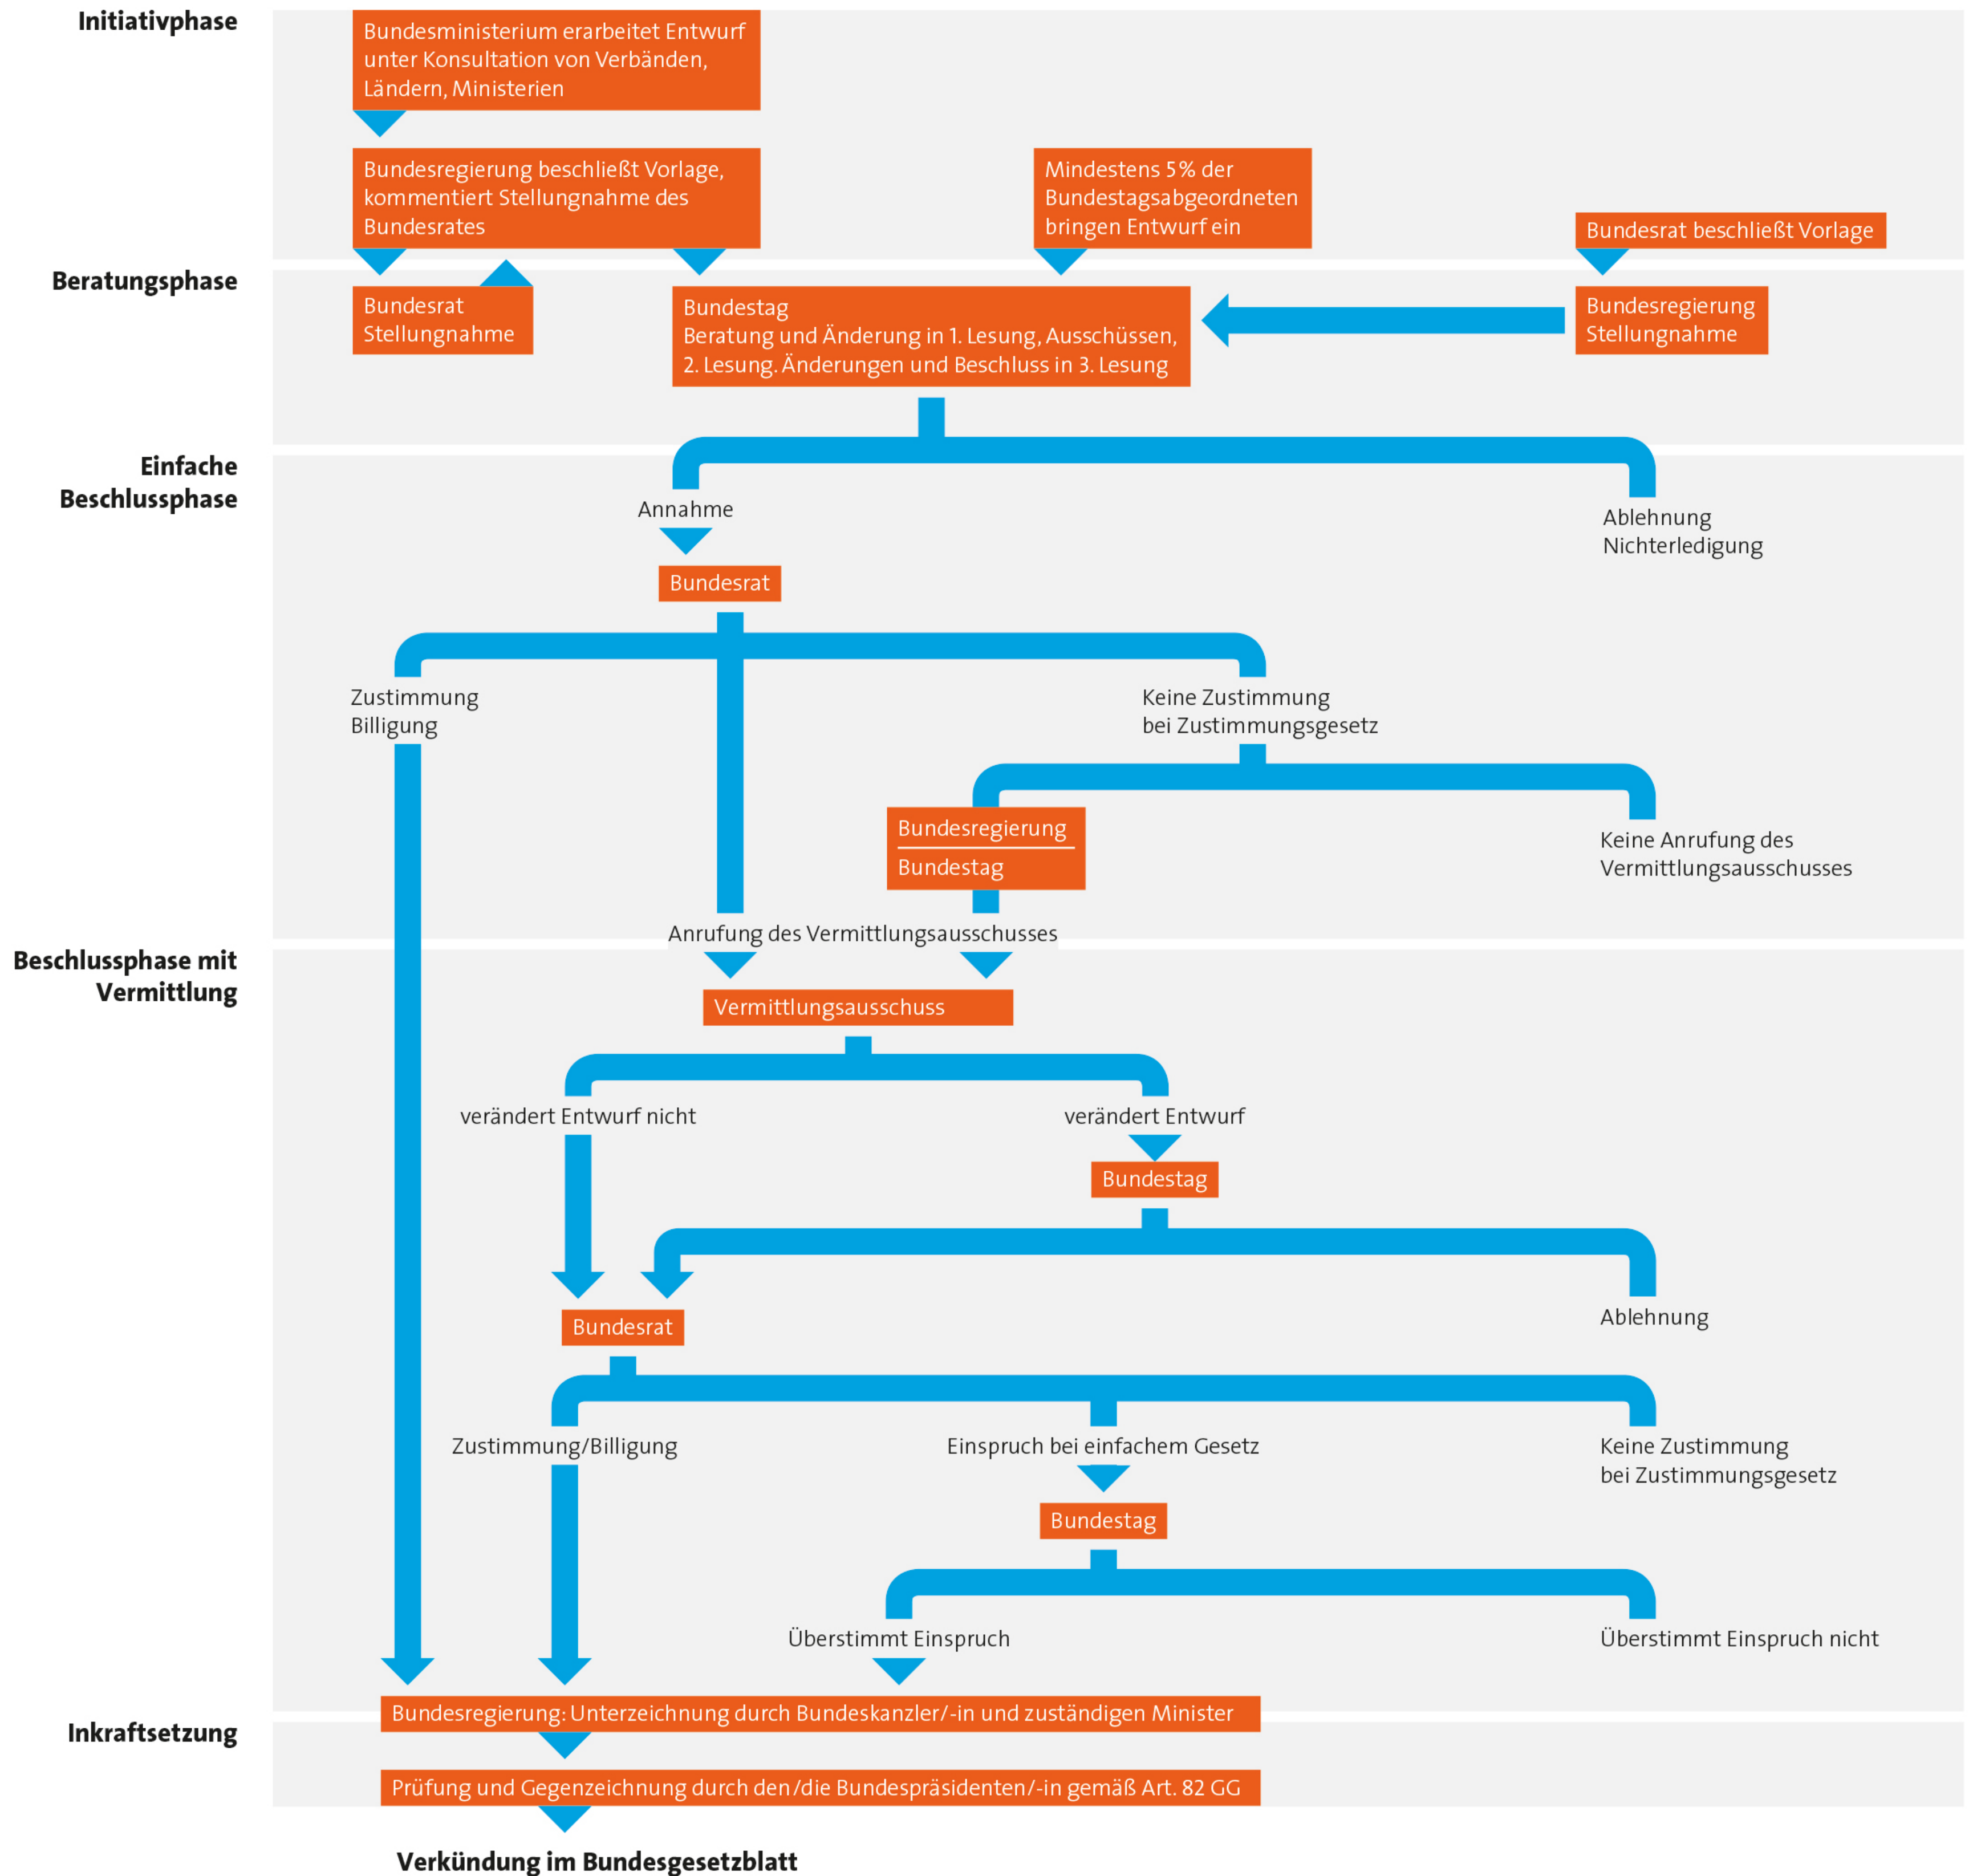 Initiativphase
Bundesministerium erarbeitet Entwurf
unter Konsultation von Verbänden,
Ländern, Ministerien
Bundesregierung beschließt Vorlage,
kommentiert Stellungnahme des
Bundesrates
Mindestens 5% der
Bundestagsabgeordneten
bringen Entwurf ein
Bundesrat beschließt Vorlage
Beratungsphase
Bundesrat
Stellungnahme
Bundestag
Beratung und Änderung in 1. Lesung, Ausschüssen,
2. Lesung. Änderungen und Beschluss in 3. Lesung
Bundesregierung
Stellungnahme
Einfache
Beschlussphase
Annahme
Ablehnung
Nichterledigung
Bundesrat
Zustimmung
Billigung
Keine Zustimmung
bei Zustimmungsgesetz
Bundesregierung
Bundestag
Keine Anrufung des
Vermittlungsausschusses
Anrufung des Vermittlungsausschusses
Beschlussphase mit
Vermittlung
Vermittlungsausschuss
verändert Entwurf nicht
verändert Entwurf
Bundestag
Bundesrat
Ablehnung
Zustimmung/Billigung
Einspruch bei einfachem Gesetz
Keine Zustimmung
bei Zustimmungsgesetz
Bundestag
Überstimmt Einspruch
Überstimmt Einspruch nicht
Bundesregierung: Unterzeichnung durch Bundeskanzler/-in und zuständigen Minister
Inkraftsetzung
Prüfung und Gegenzeichnung durch den/die Bundespräsidenten/-in gemäß Art. 82 GG
Verkündung im Bundesgesetzblatt